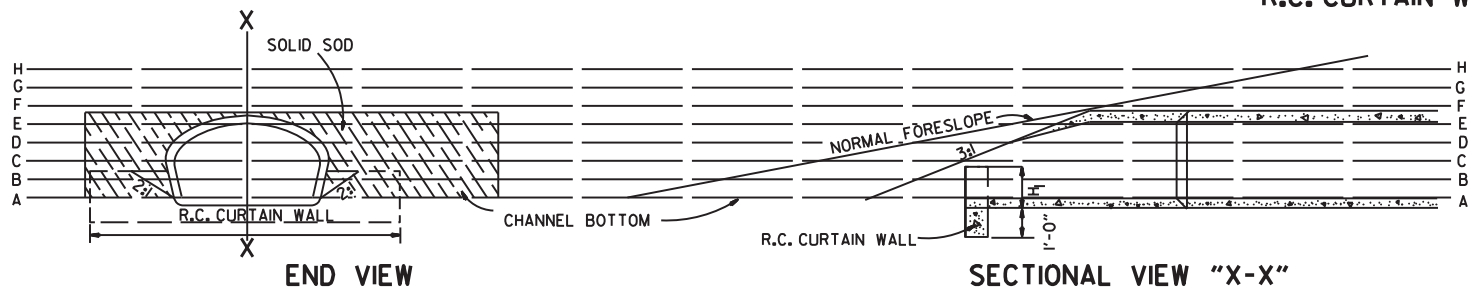 R.C. CURTAIN W
X
SOLID SOD
H H
G G
F F
E E
D D
C C
B B
A A
NORMAL FORESLOPE
3:1
2:1 2:1
H1
R.C. CURTAIN WALL
CHANNEL BOTTOM
R.C. CURTAIN WALL
1'-0"
X
END VIEW
SECTIONAL VIEW "X-X"